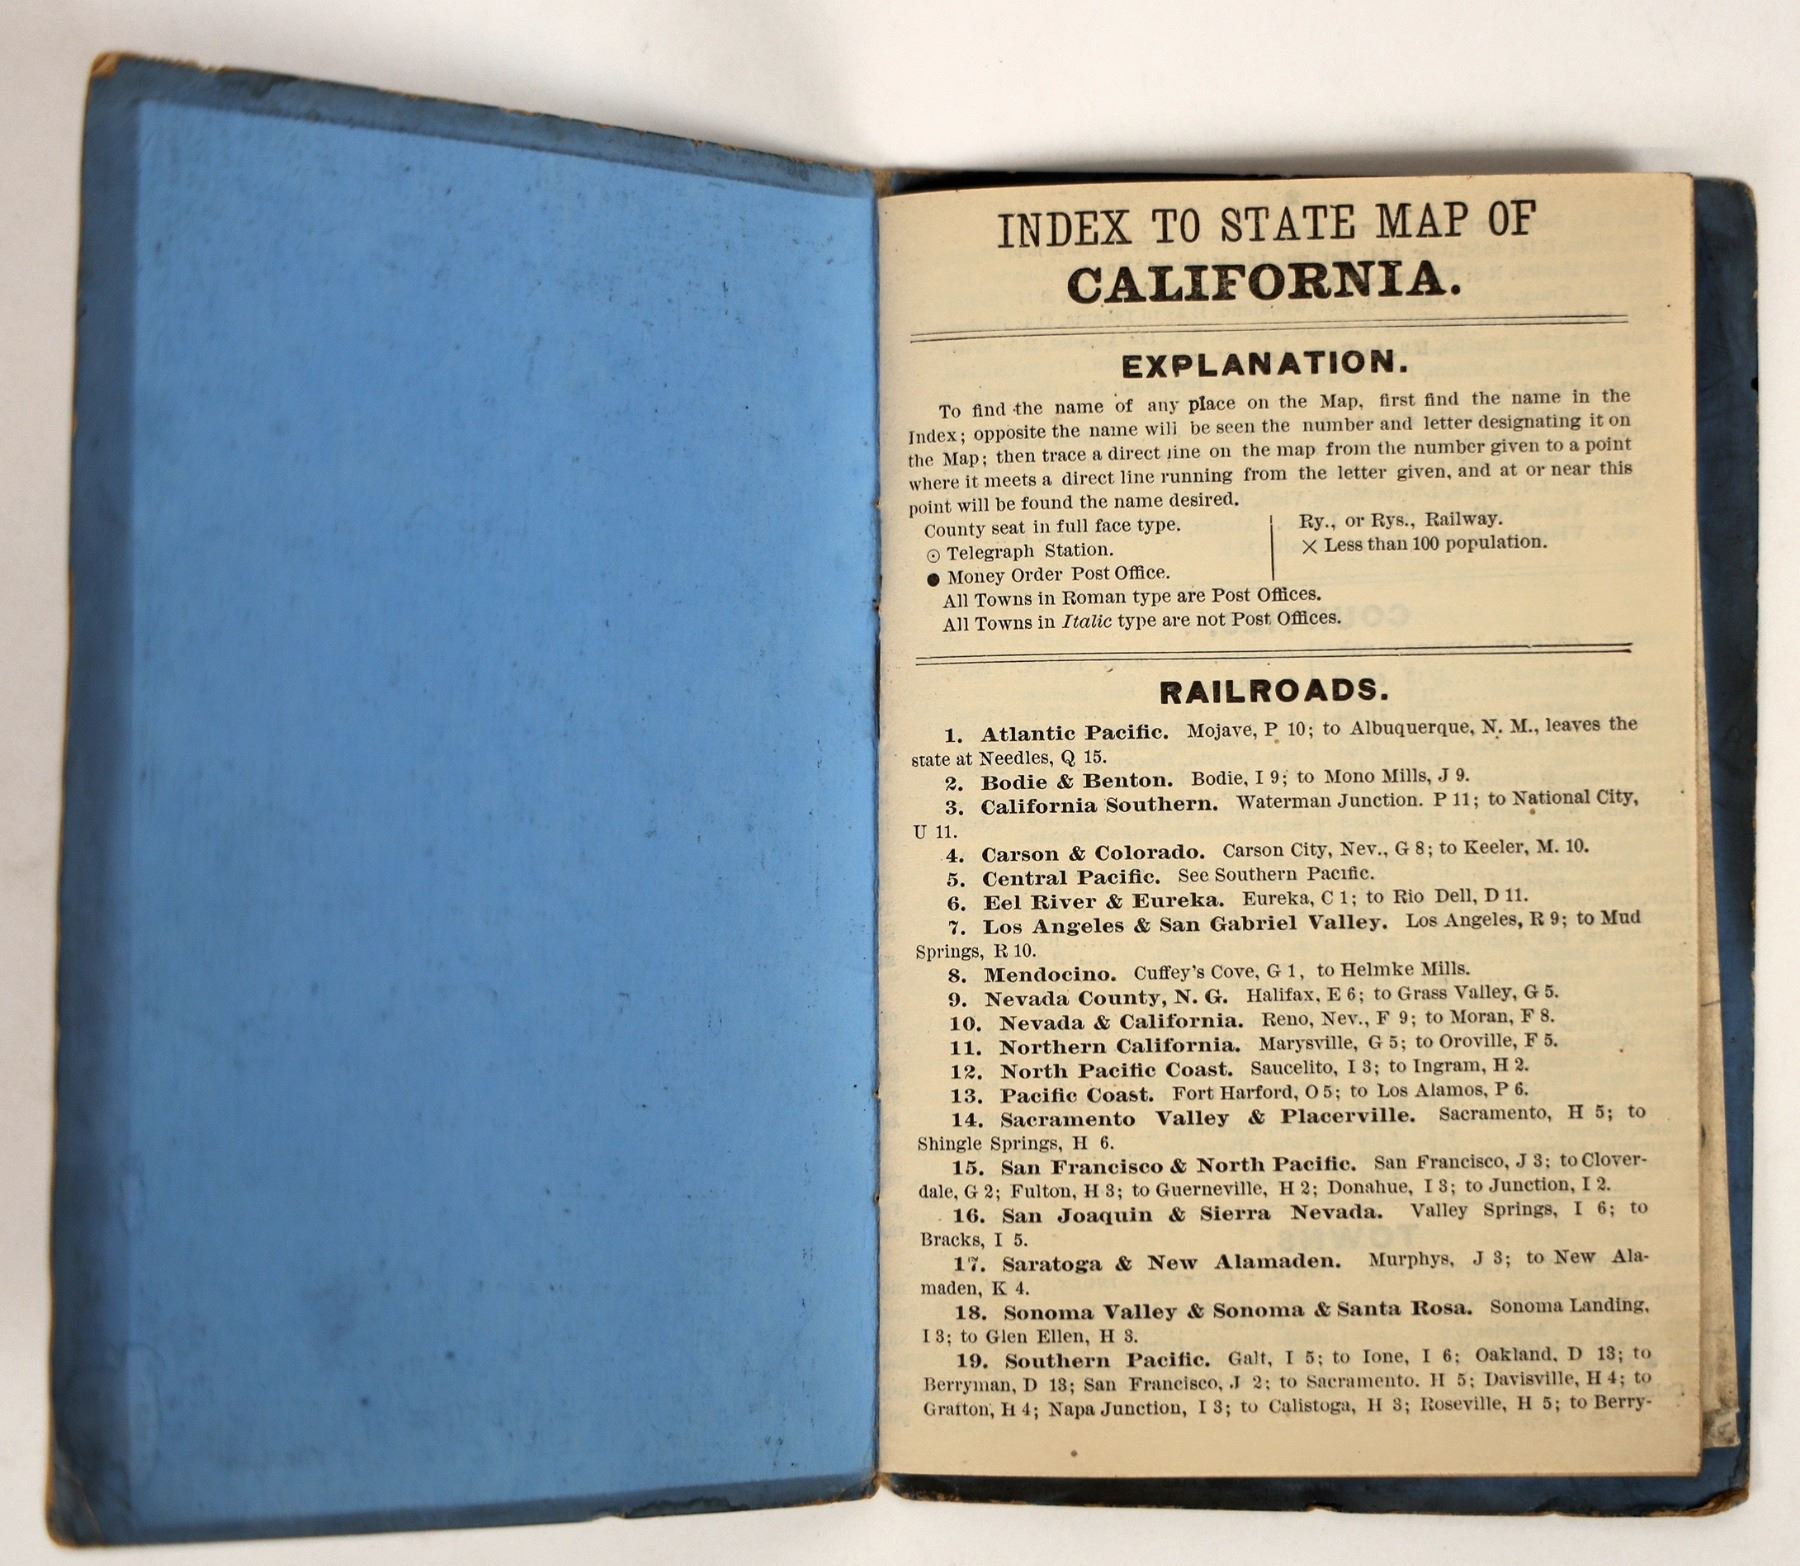 INDEX TO STATE MAP OF
CALIFORNIA.
EXPLANATION.
To find the name of any place on the Map, first find the name in the
Index; opposite the name will be seen the number and letter designating it on
the Map; then trace a direct line on the map from the number given to a point
where it meets a direct line running from the letter given, and at or near this
point will be found the name desired.
County seat in full face type.
⊙ Telegraph Station.
● Money Order Post Office.
Ry., or Rys., Railway.
× Less than 100 population.
All Towns in Roman type are Post Offices.
All Towns in Italic type are not Post Offices.
RAILROADS.
1. Atlantic Pacific. Mojave, P 10; to Albuquerque, N. M., leaves the
state at Needles, Q 15.
2. Bodie & Benton. Bodie, I 9; to Mono Mills, J 9.
3. California Southern. Waterman Junction. P 11; to National City,
U 11.
4. Carson & Colorado. Carson City, Nev., G 8; to Keeler, M. 10.
5. Central Pacific. See Southern Pacific.
6. Eel River & Eureka. Eureka, C 1; to Rio Dell, D 11.
7. Los Angeles & San Gabriel Valley. Los Angeles, R 9; to Mud
Springs, R 10.
8. Mendocino. Cuffey's Cove, G 1, to Helmke Mills.
9. Nevada County, N. G. Halifax, E 6; to Grass Valley, G 5.
10. Nevada & California. Reno, Nev., F 9; to Moran, F 8.
11. Northern California. Marysville, G 5; to Oroville, F 5.
12. North Pacific Coast. Saucelito, I 3; to Ingram, H 2.
13. Pacific Coast. Fort Harford, O 5; to Los Alamos, P 6.
14. Sacramento Valley & Placerville. Sacramento, H 5; to
Shingle Springs, H 6.
15. San Francisco & North Pacific. San Francisco, J 3; to Clover-
dale, G 2; Fulton, H 3; to Guerneville, H 2; Donahue, I 3; to Junction, I 2.
16. San Joaquin & Sierra Nevada. Valley Springs, I 6; to
Bracks, I 5.
17. Saratoga & New Alamaden. Murphys, J 3; to New Ala-
maden, K 4.
18. Sonoma Valley & Sonoma & Santa Rosa. Sonoma Landing,
I 3; to Glen Ellen, H 3.
19. Southern Pacific. Galt, I 5; to Ione, I 6; Oakland, D 13; to
Berryman, D 13; San Francisco, J 2; to Sacramento. H 5; Davisville, H 4; to
Grafton, H 4; Napa Junction, I 3; to Calistoga, H 3; Roseville, H 5; to Berry-